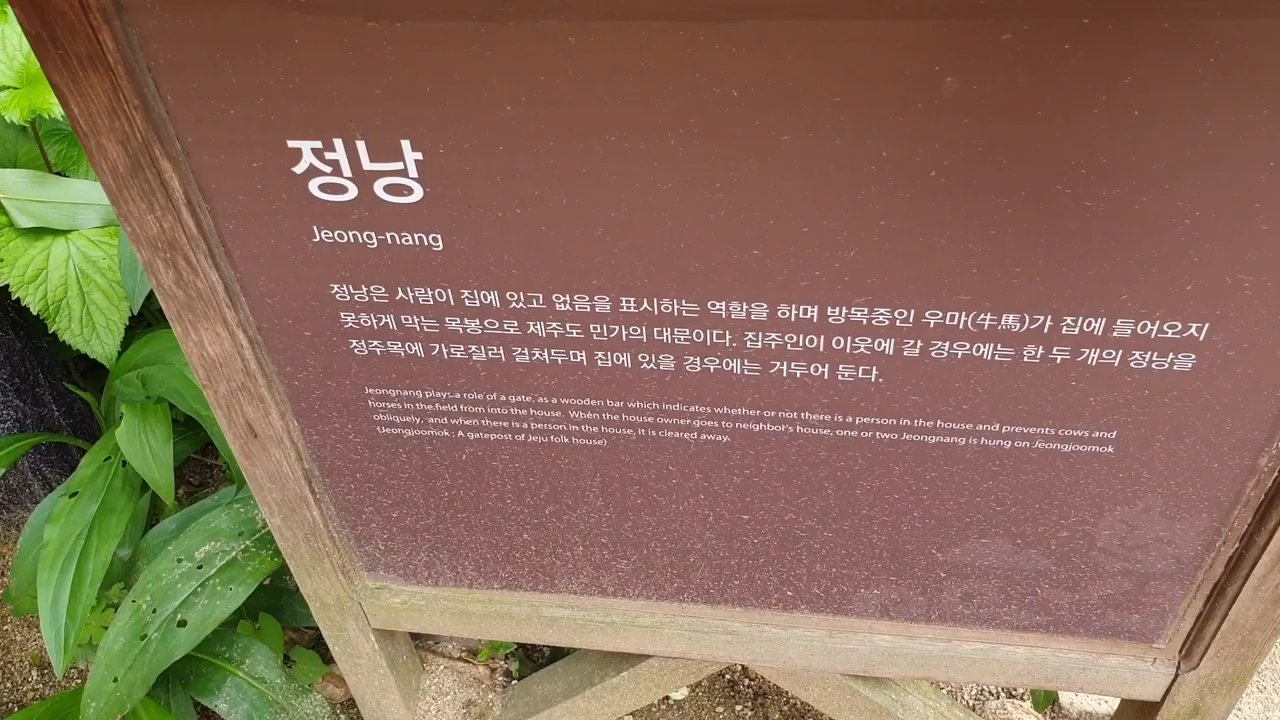 정낭
Jeong-nang
정낭은 사람이 집에 있고 없음을 표시하는 역할을 하며 방목중인 우마(牛馬)가 집에 들어오지
못하게 막는 목봉으로 제주도 민가의 대문이다. 집주인이 이웃에 갈 경우에는 한 두 개의 정낭을
정주목에 가로질러 걸쳐두며 집에 있을 경우에는 거두어 둔다.
Jeongnang plays a role of a gate, as a wooden bar which indicates whether or not there is a person in the house and prevents cows and
horses in the field from into the house. When the house owner goes to neighbor's house, one or two Jeongnang is hung on Jeongjoomok
obliquely, and when there is a person in the house, it is cleared away.
(Jeongjoomok ; A gatepost of Jeju folk house)